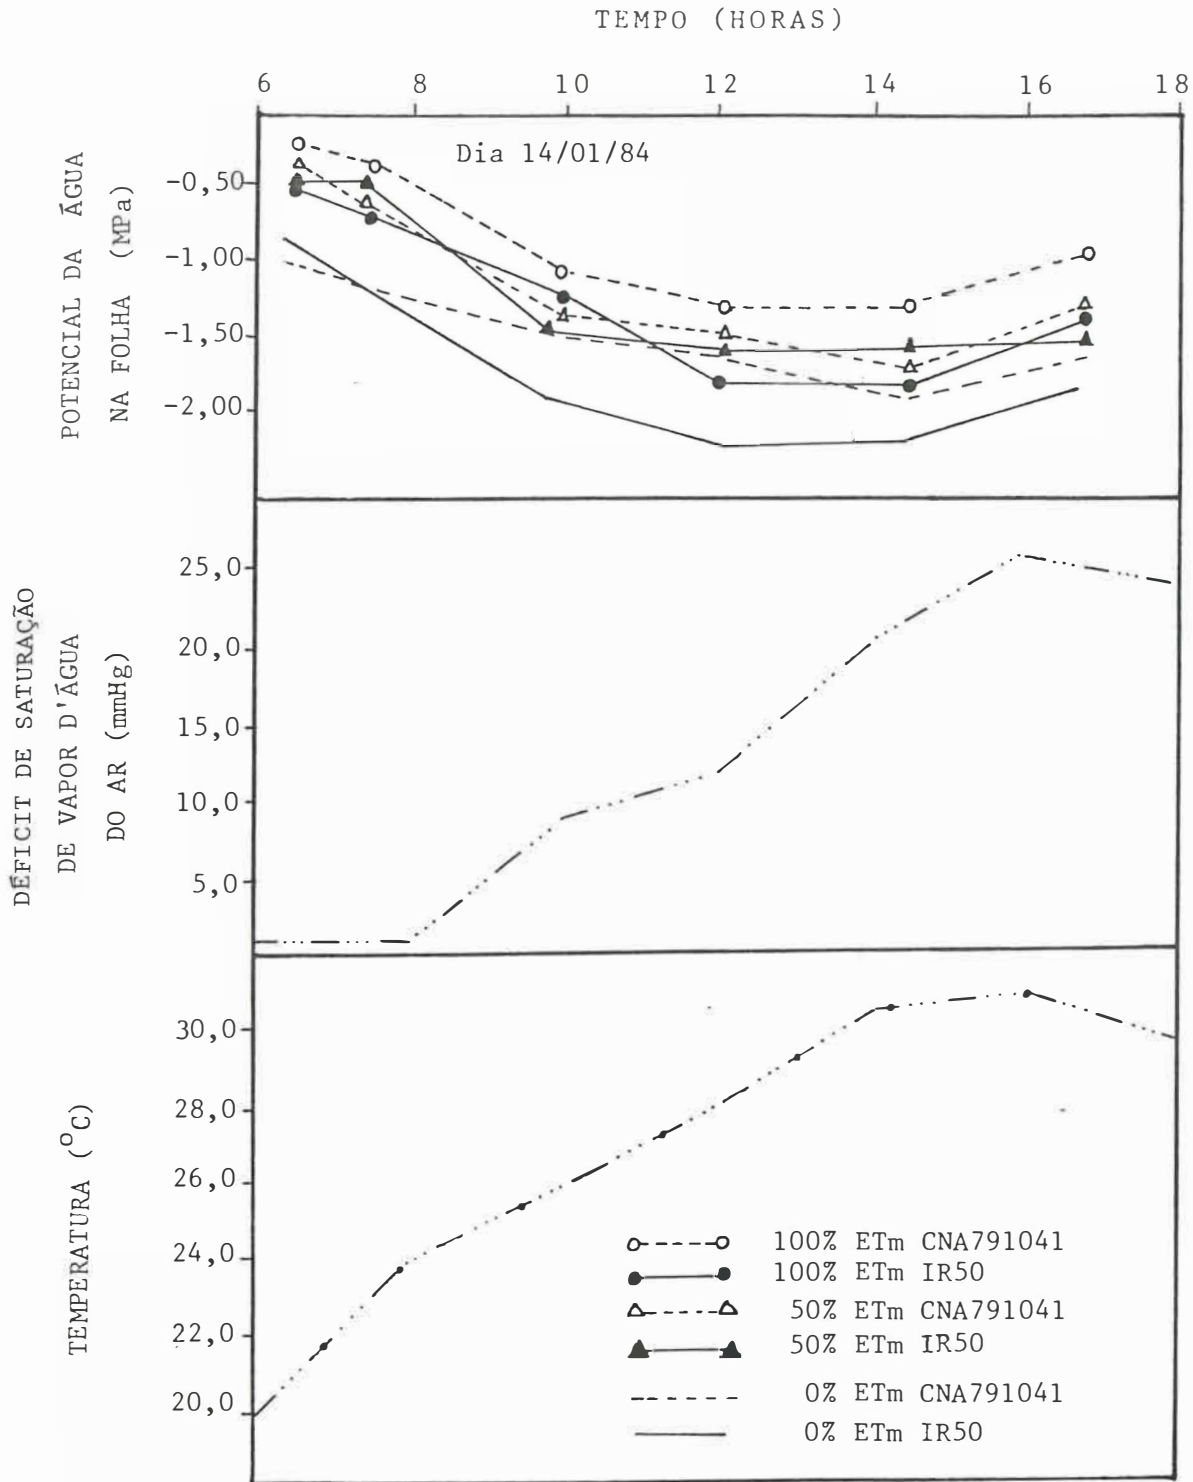 TEMPO (HORAS)
6 8 10 12 14 16 18
Dia 14/01/84
POTENCIAL DA ÁGUA
NA FOLHA (MPa)
-0,50
-1,00
-1,50
-2,00
DÉFICIT DE SATURAÇÃO
DE VAPOR D'ÁGUA
DO AR (mmHg)
25,0
20,0
15,0
10,0
5,0
TEMPERATURA (ºC)
30,0
28,0
26,0
24,0
22,0
20,0
100% ETm CNA791041
100% ETm IR50
50% ETm CNA791041
50% ETm IR50
0% ETm CNA791041
0% ETm IR50